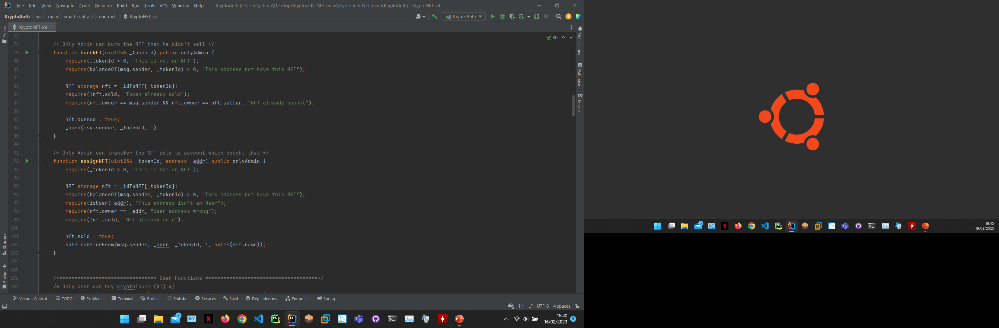 File Edit View Navigate Code Refactor Build Run Tools VCS Window Help KryptoAuth [C:\Users\albmo\Desktop\Kryptoauth-NFT-main\Kryptoauth-NFT-main\KryptoAuth] - KryptoNFT.sol
KryptoAuth src main smart contract contracts KryptoNFT.sol KryptoAuth
Project
KryptoNFT.sol
30
Notifications
Database
m Maven
77
78 /* Only Admin can burn the NFT that he didn't sell */
79 function burnNFT(uint256 _tokenId) public onlyAdmin {
80 require(_tokenId > 0, "This is not an NFT");
81 require(balanceOf(msg.sender, _tokenId) > 0, "This address not have this NFT");
82
83 NFT storage nft = _idToNFT[_tokenId];
84 require(!nft.sold, "Token already sold");
85 require(nft.owner == msg.sender && nft.owner == nft.seller, "NFT already bought");
86
87 nft.burned = true;
88 _burn(msg.sender, _tokenId, 1);
89 }
90
91 /* Only Admin can transfer the NFT sold to account which bought that */
92 function assignNFT(uint256 _tokenId, address _addr) public onlyAdmin {
93 require(_tokenId > 0, "This is not an NFT");
94
95 NFT storage nft = _idToNFT[_tokenId];
96 require(balanceOf(msg.sender, _tokenId) > 0, "This address not have this NFT");
97 require(isUser(_addr), "This address isn't an User");
98 require(nft.owner == _addr, "User address wrong");
99 require(!nft.sold, "NFT already sold");
100
101 nft.sold = true;
102 safeTransferFrom(msg.sender, _addr, _tokenId, 1, bytes(nft.name));
103 }
104
105
106 /*================================ User Functions =====================================*/
107 /* Only User can buy KryptoToken (KT) */
Structure
Bookmarks
Version Control TODO Problems Terminal Profiler Statistic Services Build Dependencies Endpoints Spring
1:1 LF UTF-8 4 spaces
3
16:40
16/02/2023
9
3
16:40
16/02/2023